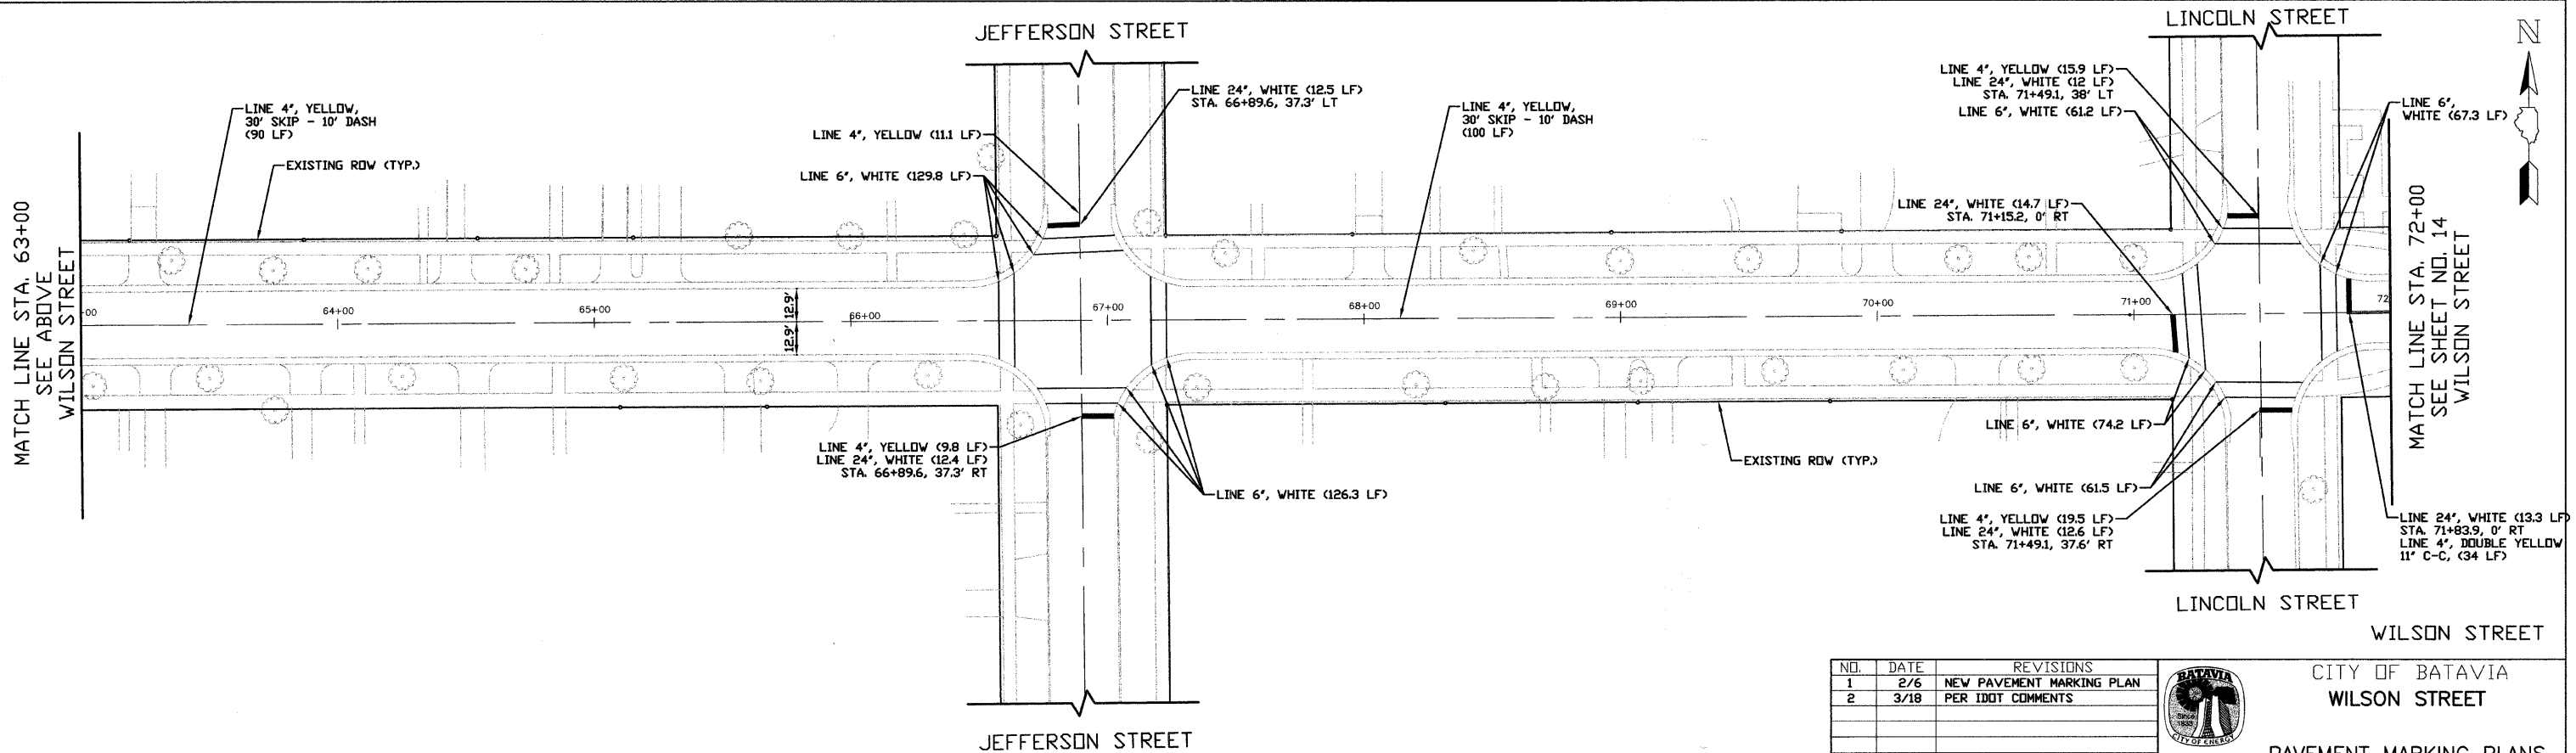 JEFFERSON STREET
LINCOLN STREET
N
MATCH LINE STA. 63+00
SEE ABOVE
WILSON STREET
LINE 4", YELLOW,
30' SKIP - 10' DASH
(90 LF)
EXISTING ROW (TYP.)
LINE 4", YELLOW (11.1 LF)
LINE 6", WHITE (129.8 LF)
LINE 24", WHITE (12.5 LF)
STA. 66+89.6, 37.3' LT
LINE 4", YELLOW,
30' SKIP - 10' DASH
(100 LF)
LINE 4", YELLOW (15.9 LF)
LINE 24", WHITE (12 LF)
STA. 71+49.1, 38' LT
LINE 6", WHITE (61.2 LF)
LINE 6",
WHITE (67.3 LF)
LINE 24", WHITE (14.7 LF)
STA. 71+15.2, 0' RT
MATCH LINE STA. 72+00
SEE SHEET NO. 14
WILSON STREET
00
64+00
65+00
12.9' 12.9'
66+00
67+00
68+00
69+00
70+00
71+00
72
LINE 4", YELLOW (9.8 LF)
LINE 24", WHITE (12.4 LF)
STA. 66+89.6, 37.3' RT
LINE 6", WHITE (126.3 LF)
EXISTING ROW (TYP.)
LINE 6", WHITE (74.2 LF)
LINE 6", WHITE (61.5 LF)
LINE 4", YELLOW (19.5 LF)
LINE 24", WHITE (12.6 LF)
STA. 71+49.1, 37.6' RT
LINE 24", WHITE (13.3 LF)
STA. 71+83.9, 0' RT
LINE 4", DOUBLE YELLOW
11" C-C, (34 LF)
JEFFERSON STREET
LINCOLN STREET
WILSON STREET
NO. DATE REVISIONS
1 2/6 NEW PAVEMENT MARKING PLAN
2 3/18 PER IDOT COMMENTS
BATAVIA
Since
1833
CITY OF ENERGY
CITY OF BATAVIA
WILSON STREET
PAVEMENT MARKING PLANS